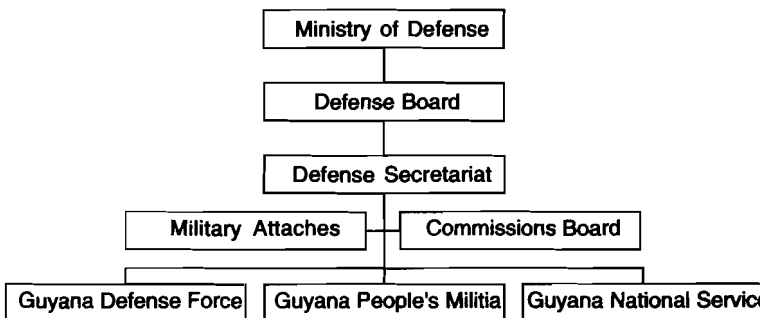 Ministry of Defense
Defense Board
Defense Secretariat
Military Attaches
Commissions Board
Guyana Defense Force
Guyana People's Militia
Guyana National Service